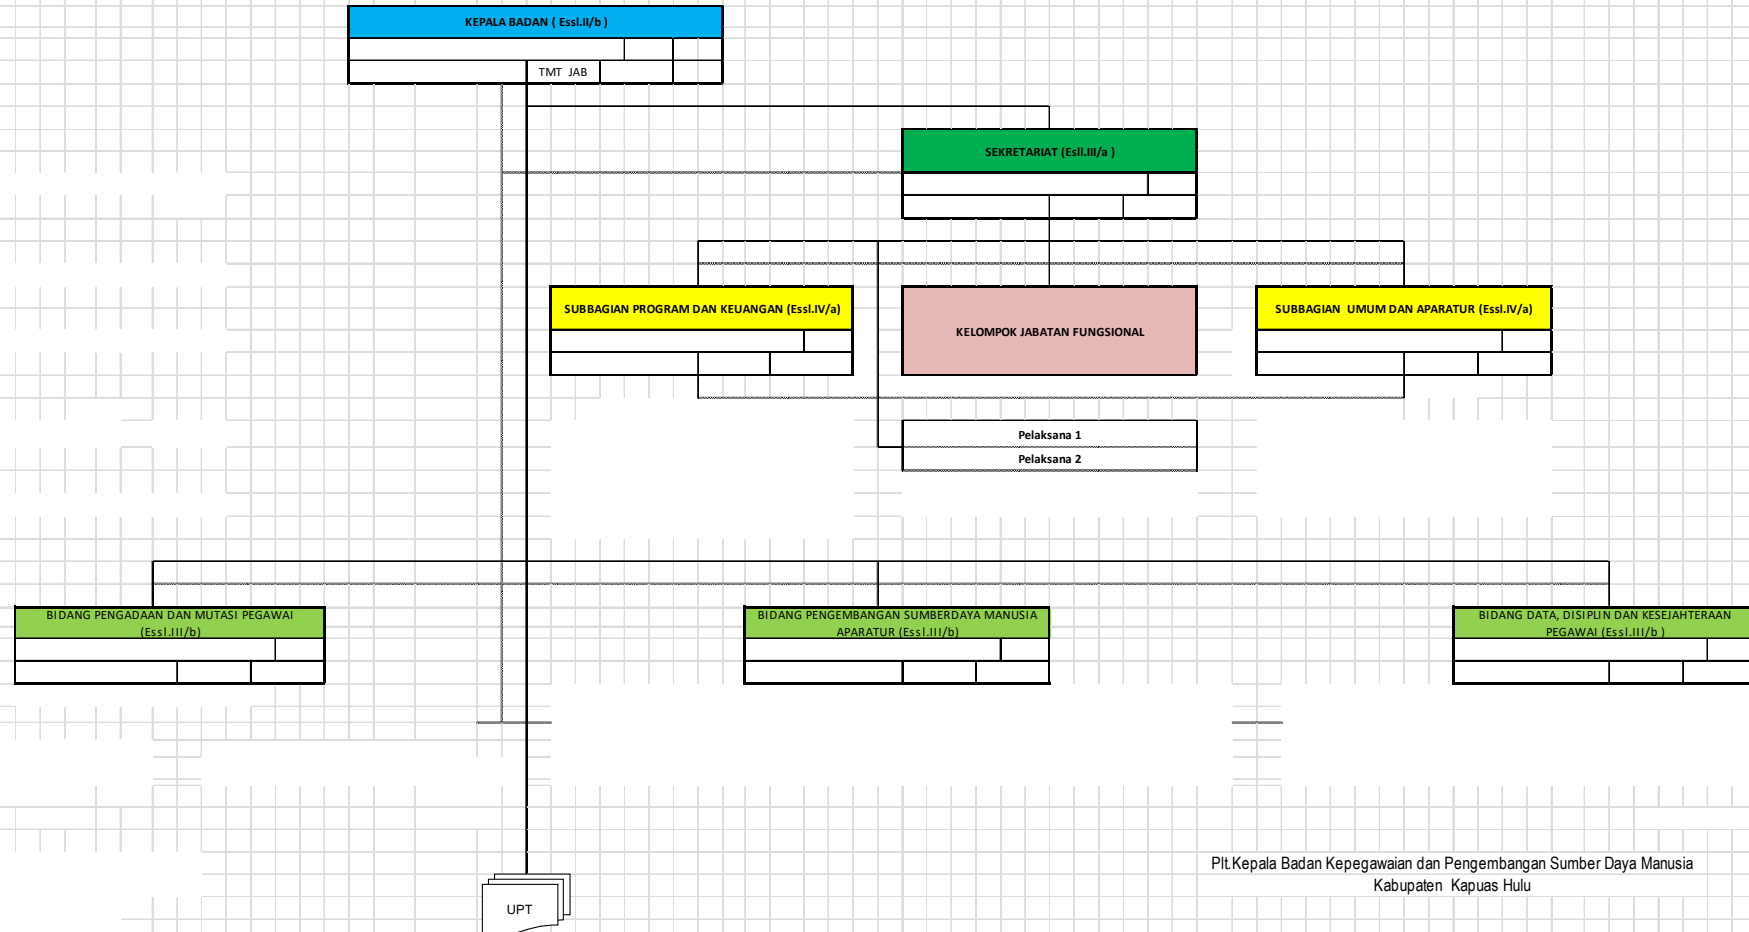 KEPALA BADAN ( Essl.II/b )
TMT JAB
SEKRETARIAT (Esll.III/a )
SUBBAGIAN PROGRAM DAN KEUANGAN (Essl.IV/a)
KELOMPOK JABATAN FUNGSIONAL
SUBBAGIAN UMUM DAN APARATUR (Essl.IV/a)
Pelaksana 1
Pelaksana 2
BIDANG PENGADAAN DAN MUTASI PEGAWAI
(Essl.III/b)
BIDANG PENGEMBANGAN SUMBERDAYA MANUSIA
APARATUR (Essl.III/b)
BIDANG DATA, DISIPLIN DAN KESEJAHTERAAN
PEGAWAI (Essl.III/b )
Plt.Kepala Badan Kepegawaian dan Pengembangan Sumber Daya Manusia
Kabupaten Kapuas Hulu
UPT